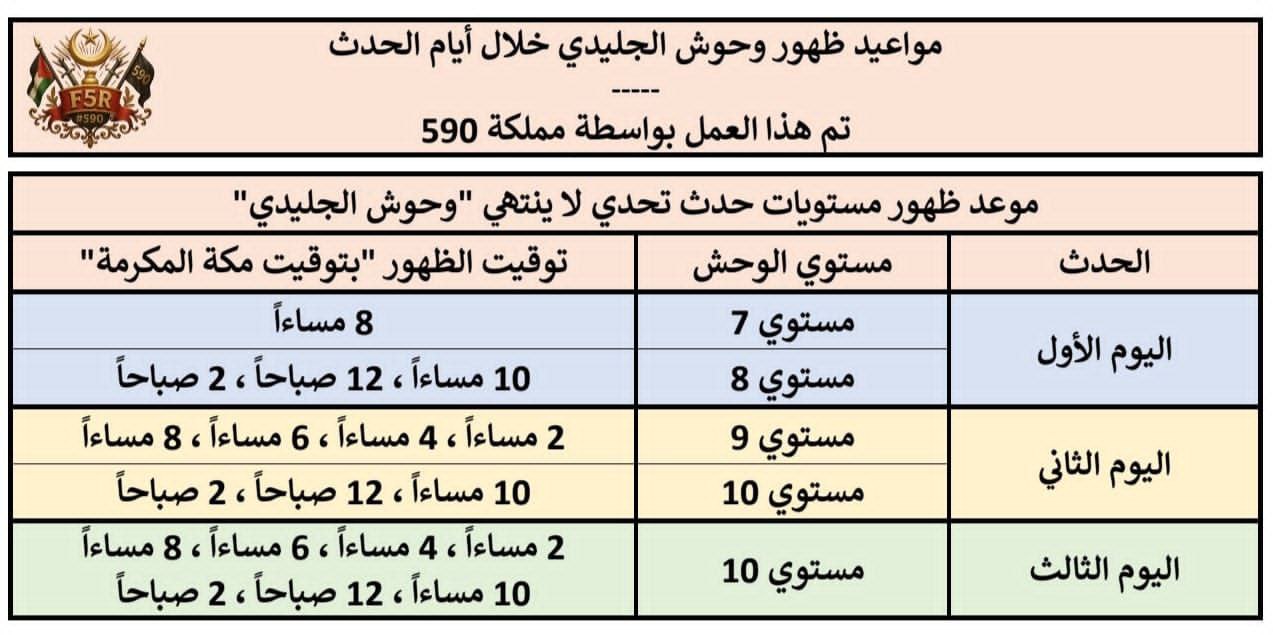 مواعيد ظهور وحوش الجليدي خلال أيام الحدث
-----
تم هذا العمل بواسطة مملكة 590
590
F5R
#590
موعد ظهور مستويات حدث تحدي لا ينتهي "وحوش الجليدي"
الحدث
مستوي الوحش
توقيت الظهور "بتوقيت مكة المكرمة"
اليوم الأول
مستوي 7
8 مساءاً
مستوي 8
10 مساءاً ، 12 صباحاً ، 2 صباحاً
اليوم الثاني
مستوي 9
2 مساءاً ، 4 مساءاً ، 6 مساءاً ، 8 مساءاً
مستوي 10
10 مساءاً ، 12 صباحاً ، 2 صباحاً
اليوم الثالث
مستوي 10
2 مساءاً ، 4 مساءاً ، 6 مساءاً ، 8 مساءاً
10 مساءاً ، 12 صباحاً ، 2 صباحاً